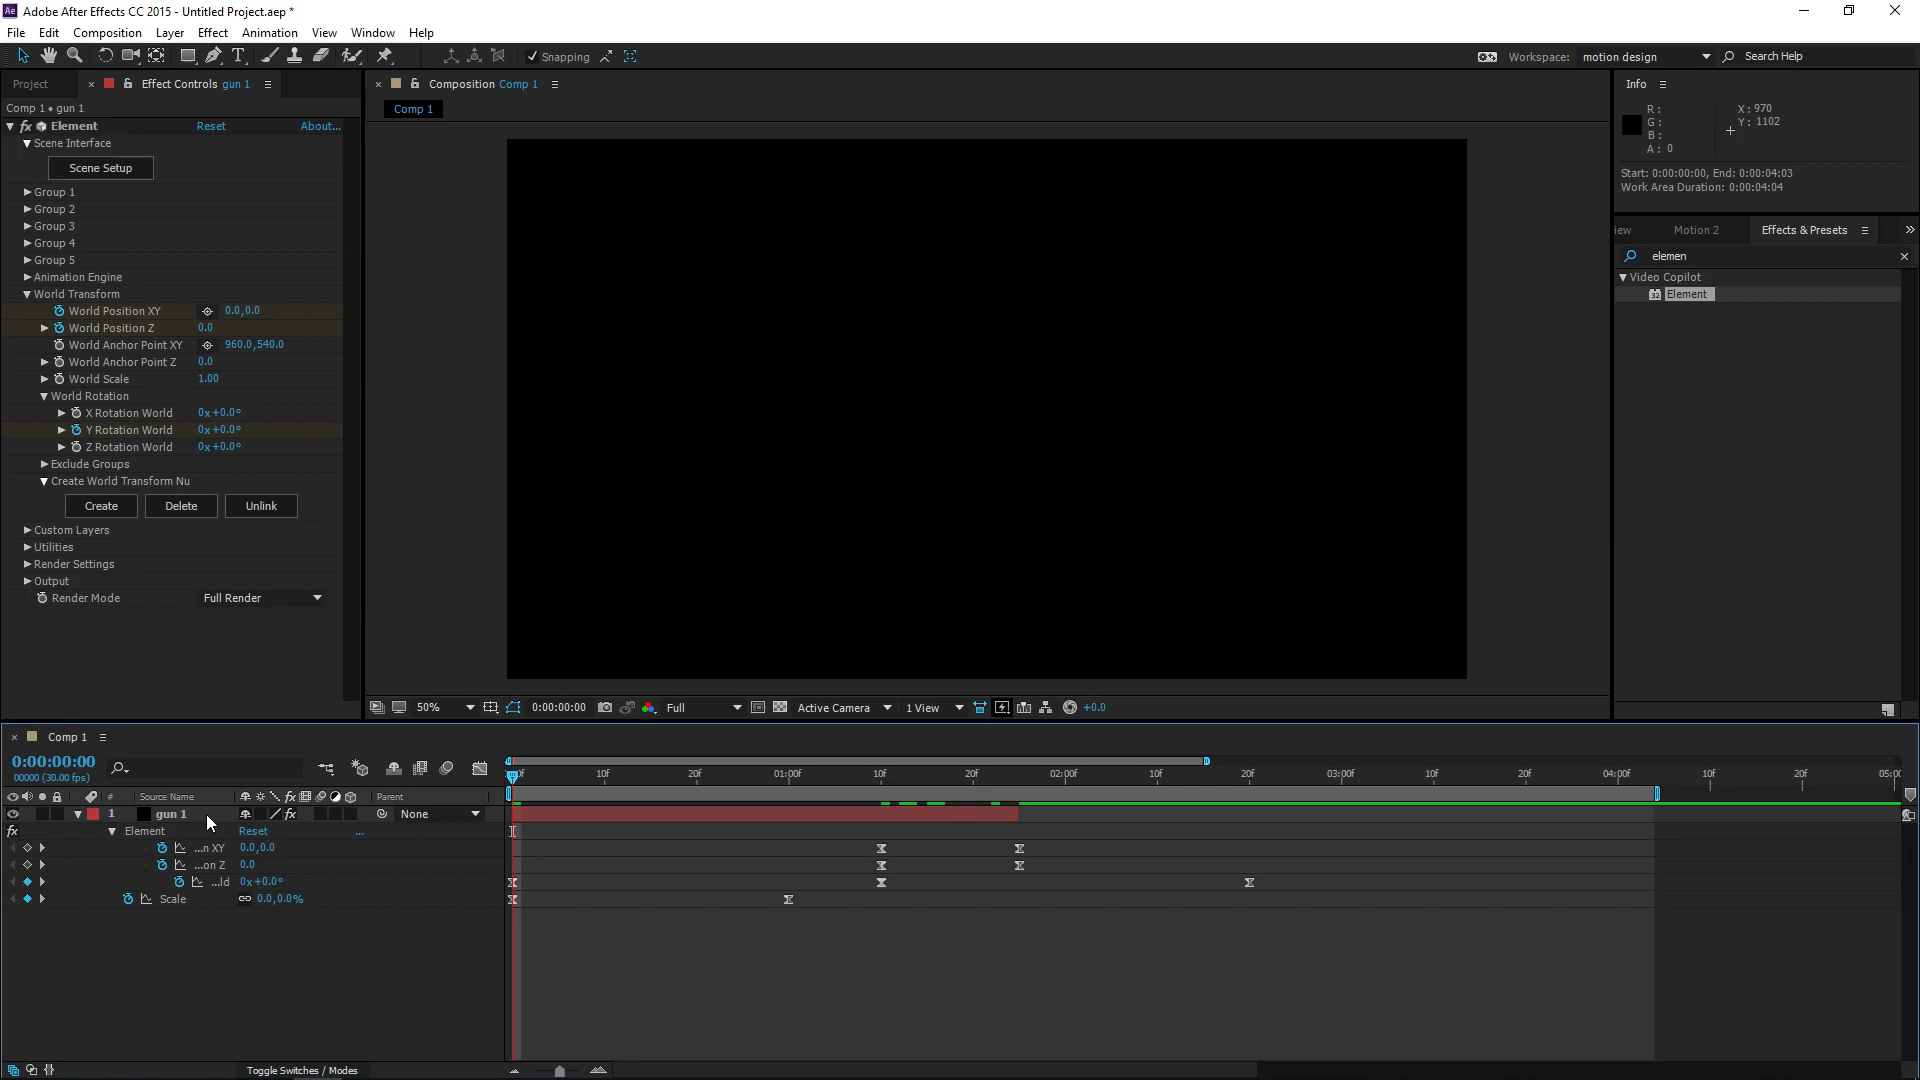 Adobe After Effects CC 2015 - Untitled Project.aep *
File Edit Composition Layer Effect Animation View Window Help
Snapping
Workspace: motion design
Search Help
Project
Effect Controls gun 1
Comp 1 • gun 1
Element Reset About...
Scene Interface
Scene Setup
Group 1
Group 2
Group 3
Group 4
Group 5
Animation Engine
World Transform
World Position XY 0.0,0.0
World Position Z 0.0
World Anchor Point XY 960.0,540.0
World Anchor Point Z 0.0
World Scale 1.00
World Rotation
X Rotation World 0x+0.0°
Y Rotation World 0x+0.0°
Z Rotation World 0x+0.0°
Exclude Groups
Create World Transform Nu
Create Delete Unlink
Custom Layers
Utilities
Render Settings
Output
Render Mode Full Render
Composition Comp 1
Comp 1
50% 0:00:00:00 Full Active Camera 1 View +0.0
Info
R:
G:
B:
A: 0
X: 970
Y: 1102
Start: 0:00:00:00, End: 0:00:04:03
Work Area Duration: 0:00:04:04
iew Motion 2 Effects & Presets
elemen
Video Copilot
32 Element
Comp 1
0:00:00:00
00000 (30.00 fps)
# Source Name fx Parent
10f 20f 01:00f 10f 20f 02:00f 10f 20f 03:00f 10f 20f 04:00f 10f 20f 05:00
1 gun 1 fx None
fx Element Reset ...
...n XY 0.0,0.0
...on Z 0.0
...ld 0x+0.0°
Scale 0.0,0.0%
Toggle Switches / Modes